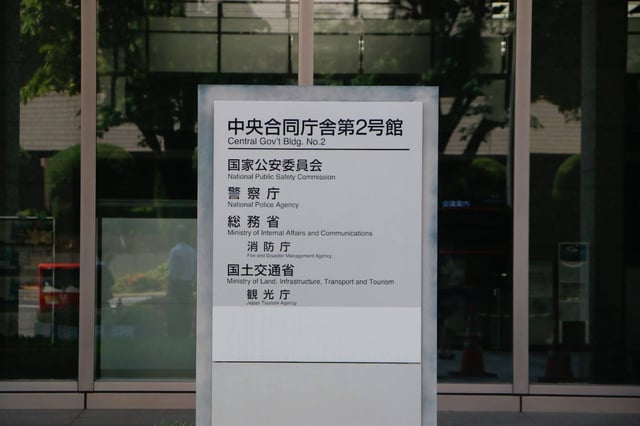 中央合同庁舎第2号館
Central Gov't Bldg. No.2
国家公安委員会
National Public Safety Commission
警察庁
National Police Agency
総務省
Ministry of Internal Affairs and Communications
消防庁
Fire and Disaster Management Agency
国土交通省
Ministry of Land, Infrastructure, Transport and Tourism
観光庁
Japan Tourism Agency